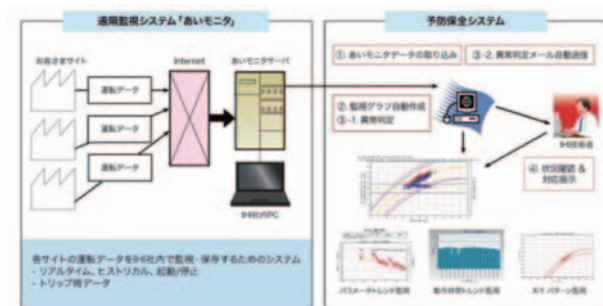 遠隔監視システム「あいモニタ」
お客さまサイト
Internet
あいモニタサーバ
運転データ
運転データ
運転データ
IHI社内PC
各サイトの運転データをIHI社内で監視・保存するためのシステム
- リアルタイム、ヒストリカル、起動/停止
- トリップ時データ
予防保全システム
①. あいモニタデータの取り込み
③-2. 異常判定メール自動送信
②. 監視グラフ自動作成
③-1. 異常判定
IHI技術者
④. 状況確認 &
対応指示
パラメータトレンド監視
動作時間トレンド監視
X-Y パターン監視